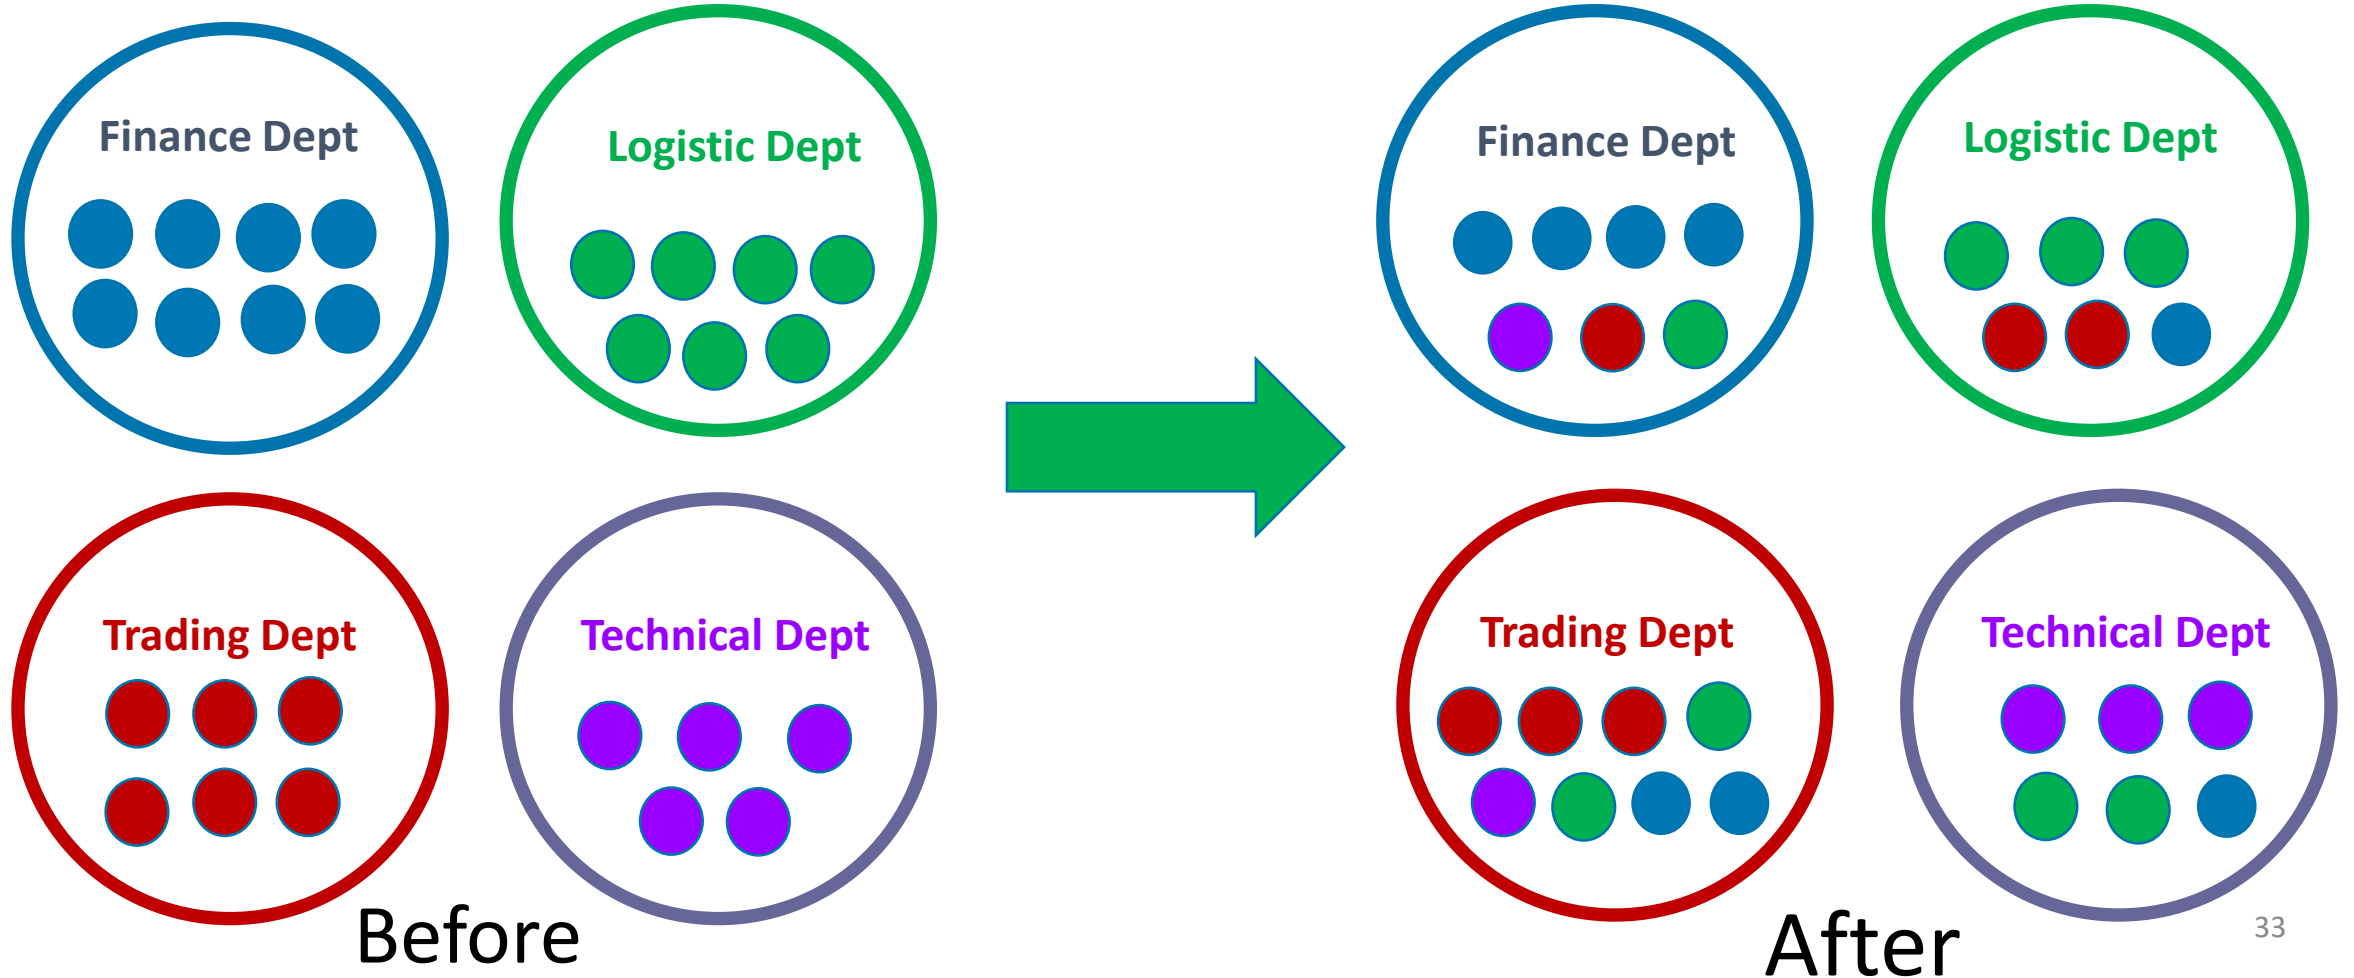 Finance Dept
Logistic Dept
Trading Dept
Technical Dept
Before
Finance Dept
Logistic Dept
Trading Dept
Technical Dept
After
33